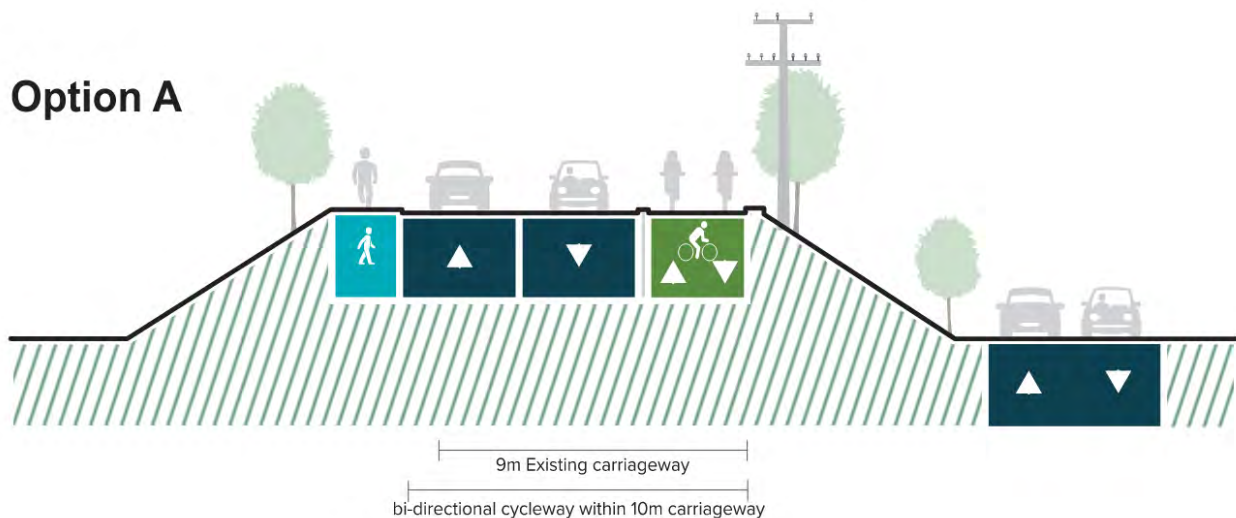 Option A
9m Existing carriageway
bi-directional cycleway within 10m carriageway